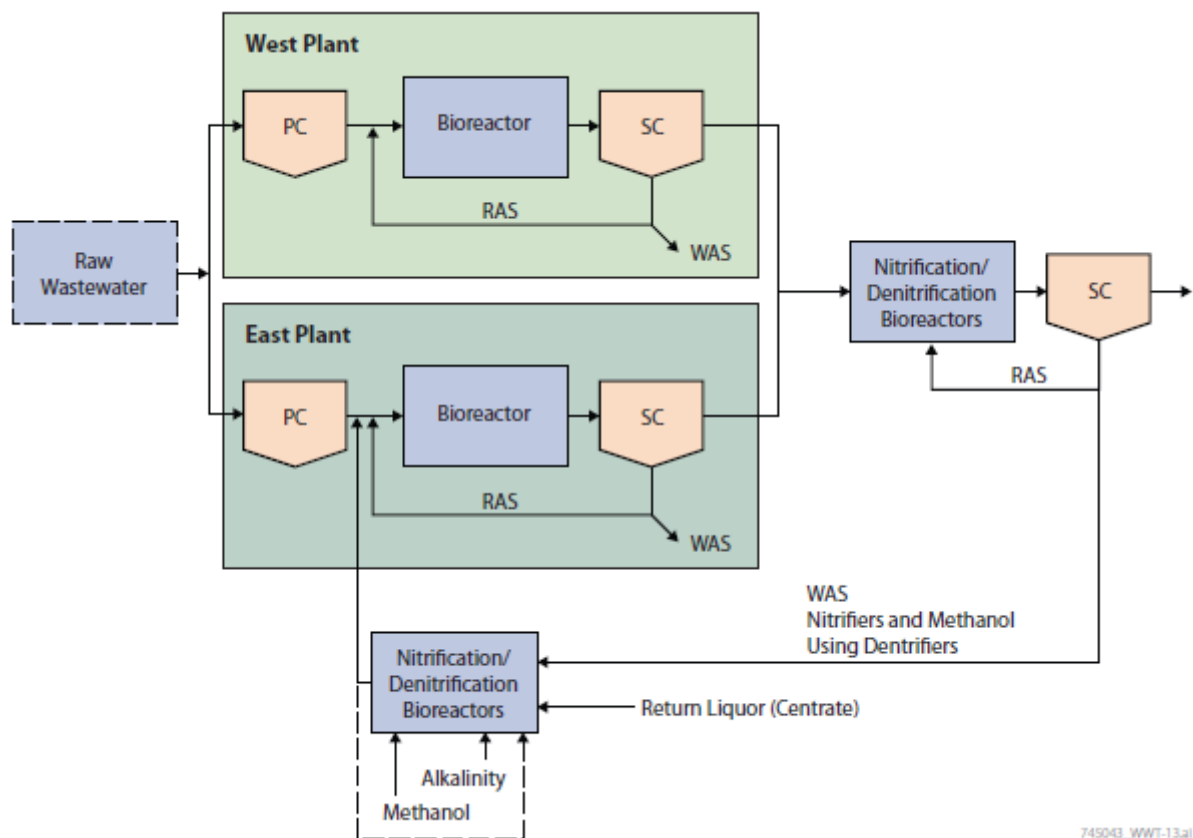 West Plant
PC
Bioreactor
SC
RAS
WAS
Raw
Wastewater
Nitrification/
Denitrification
Bioreactors
SC
RAS
East Plant
PC
Bioreactor
SC
RAS
WAS
WAS
Nitrifiers and Methanol
Using Dentrifiers
Nitrification/
Denitrification
Bioreactors
Return Liquor (Centrate)
Alkalinity
Methanol
745043_WWT-13.ai